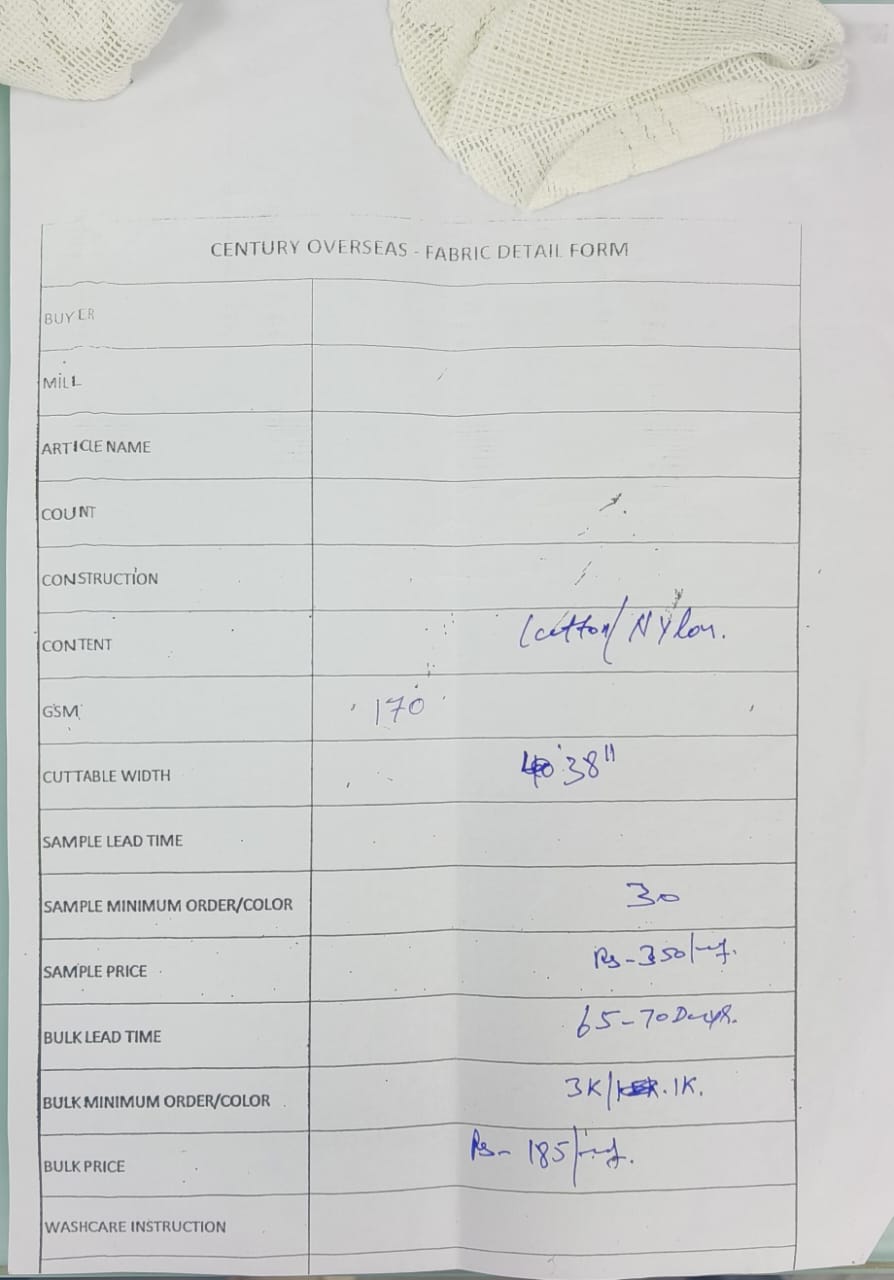 CENTURY OVERSEAS - FABRIC DETAIL FORM
BUYER
MILL
ARTICLE NAME
COUNT
CONSTRUCTION
CONTENT Cotton/Nylon.
GSM 170
CUTTABLE WIDTH 38"
SAMPLE LEAD TIME
SAMPLE MINIMUM ORDER/COLOR 30
SAMPLE PRICE Rs-350/
BULK LEAD TIME 65-70 Days.
BULK MINIMUM ORDER/COLOR 3K/ 1K.
BULK PRICE Rs- 185/
WASHCARE INSTRUCTION